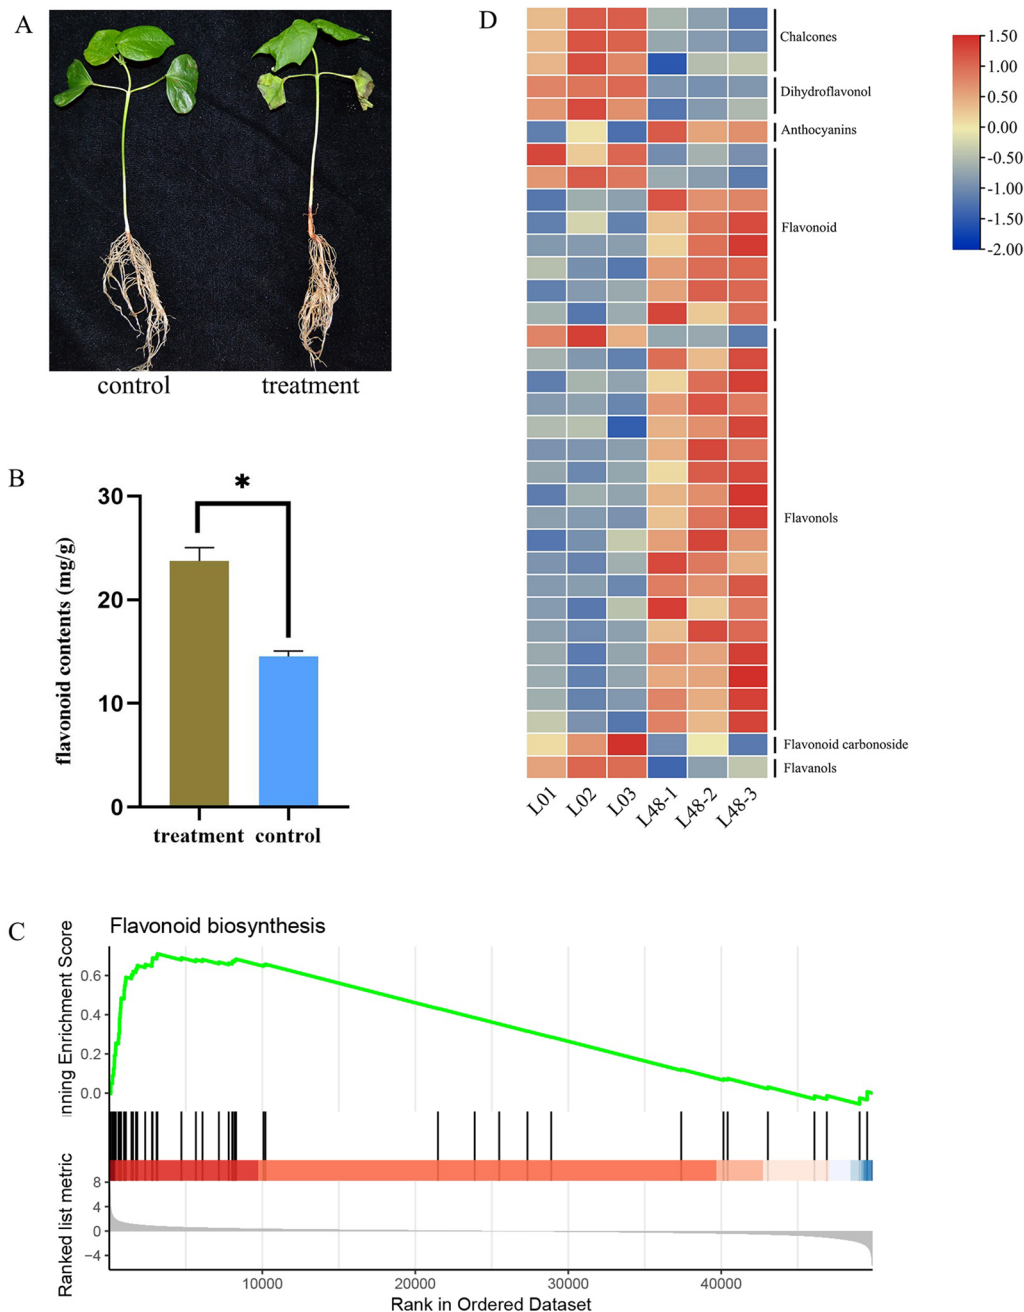 A
control
treatment
B
30
20
10
0
flavonoid contents (mg/g)
*
treatment
control
D
Chalcones
Dihydroflavonol
Anthocyanins
Flavonoid
Flavonols
Flavonoid carbonoside
Flavanols
L01
L02
L03
L48-1
L48-2
L48-3
1.50
1.00
0.50
0.00
-0.50
-1.00
-1.50
-2.00
C
Flavonoid biosynthesis
nning Enrichment Score
0.6
0.4
0.2
0.0
Ranked list metric
8
4
0
−4
10000
20000
30000
40000
Rank in Ordered Dataset